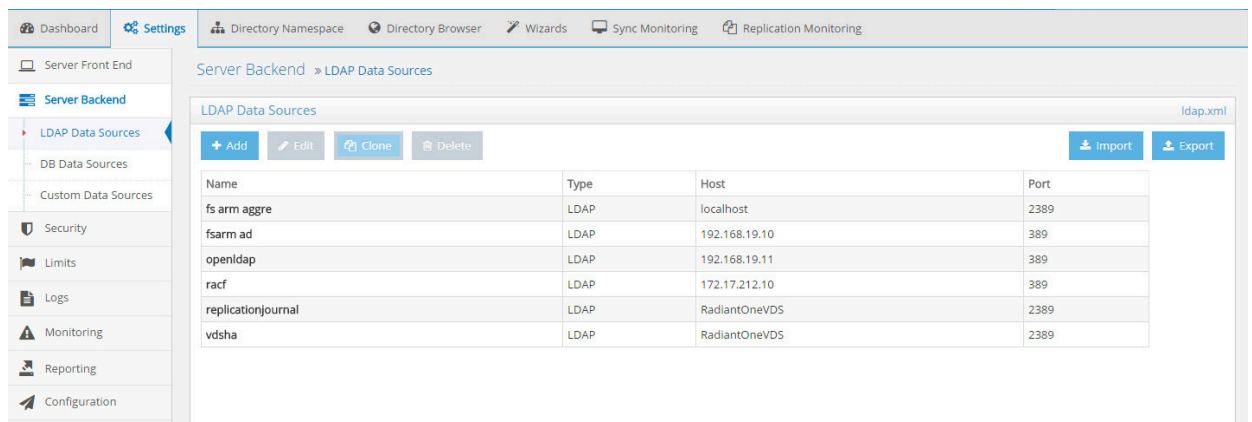 Dashboard Settings Directory Namespace Directory Browser Wizards Sync Monitoring Replication Monitoring
Server Front End
Server Backend
LDAP Data Sources
DB Data Sources
Custom Data Sources
Security
Limits
Logs
Monitoring
Reporting
Configuration
Server Backend » LDAP Data Sources
LDAP Data Sources ldap.xml
+ Add Edit Clone Delete Import Export
Name Type Host Port
fs arm aggre LDAP localhost 2389
fsarm ad LDAP 192.168.19.10 389
openldap LDAP 192.168.19.11 389
racf LDAP 172.17.212.10 389
replicationjournal LDAP RadiantOneVDS 2389
vdsha LDAP RadiantOneVDS 2389